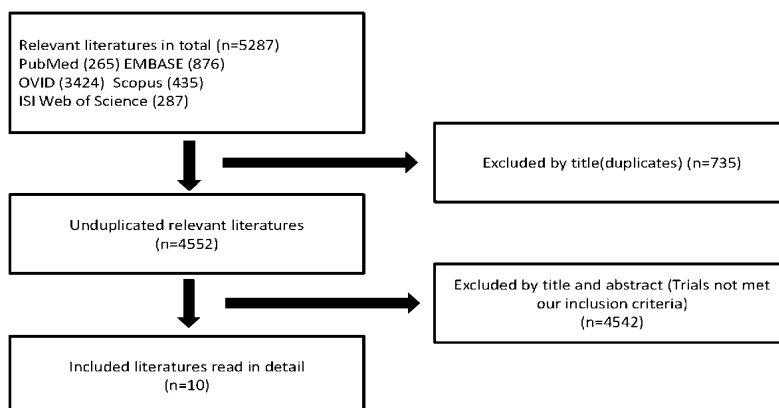 Relevant literatures in total (n=5287)
PubMed (265) EMBASE (876)
OVID (3424) Scopus (435)
ISI Web of Science (287)
Excluded by title(duplicates) (n=735)
Unduplicated relevant literatures
(n=4552)
Excluded by title and abstract (Trials not met
our inclusion criteria)
(n=4542)
Included literatures read in detail
(n=10)